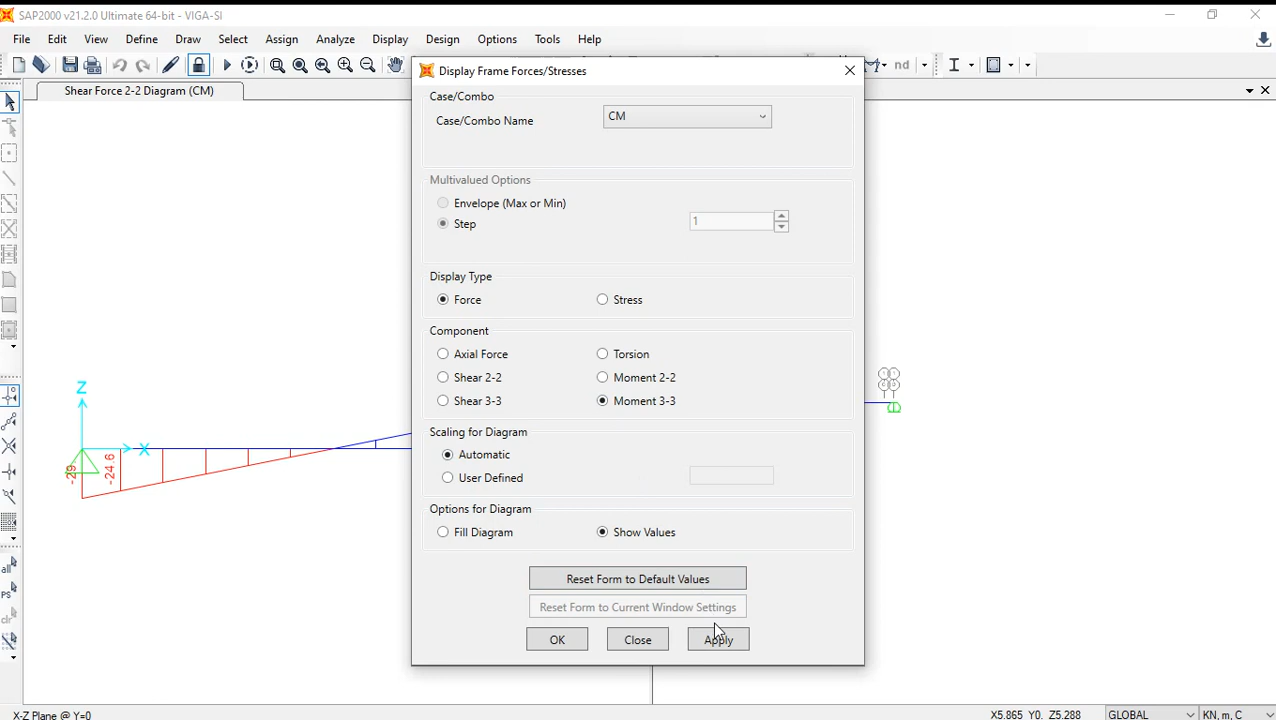 SAP2000 v21.2.0 Ultimate 64-bit - VIGA-SI
File Edit View Define Draw Select Assign Analyze Display Design Options Tools Help
nd
Shear Force 2-2 Diagram (CM)
Display Frame Forces/Stresses
Case/Combo
Case/Combo Name CM
Multivalued Options
Envelope (Max or Min)
Step 1
Display Type
Force Stress
Component
Axial Force Torsion
Shear 2-2 Moment 2-2
Shear 3-3 Moment 3-3
Scaling for Diagram
Automatic
User Defined
Options for Diagram
Fill Diagram Show Values
Reset Form to Default Values
Reset Form to Current Window Settings
OK Close Apply
Z
X
-29
-24.6
all
PS
clr
X-Z Plane @ Y=0
X5.865 Y0. Z5.288 GLOBAL KN, m, C